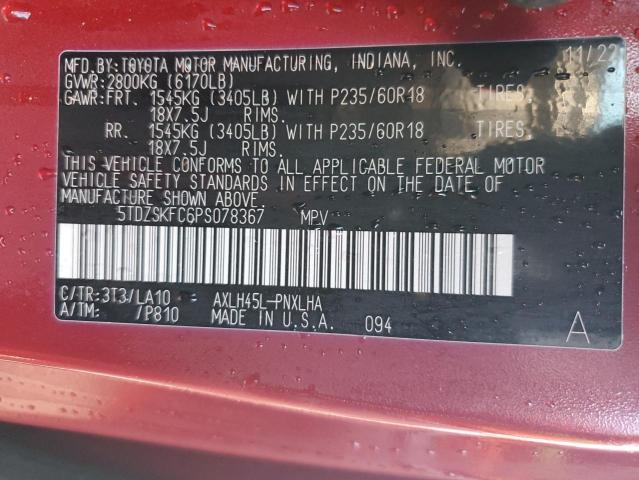 MFD. BY: TOYOTA MOTOR MANUFACTURING, INDIANA, INC. 11/22
GVWR: 2800KG (6170LB)
GAWR: FRT. 1545KG (3405LB) WITH P235/60R18 TIRES,
18X7.5J RIMS.
RR. 1545KG (3405LB) WITH P235/60R18 TIRES,
18X7.5J RIMS.
THIS VEHICLE CONFORMS TO ALL APPLICABLE FEDERAL MOTOR
VEHICLE SAFETY STANDARDS IN EFFECT ON THE DATE OF
MANUFACTURE SHOWN ABOVE.
5TDZSKFC6PS078367 MPV
C/TR: 3T3/LA10 AXLH45L-PNXLHA
A/TM: /P810 MADE IN U.S.A. 094 A